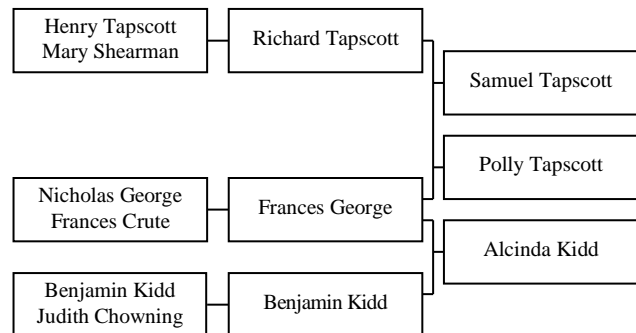 Henry Tapscott
Mary Shearman
Richard Tapscott
Samuel Tapscott
Polly Tapscott
Nicholas George
Frances Crute
Frances George
Alcinda Kidd
Benjamin Kidd
Judith Chowning
Benjamin Kidd